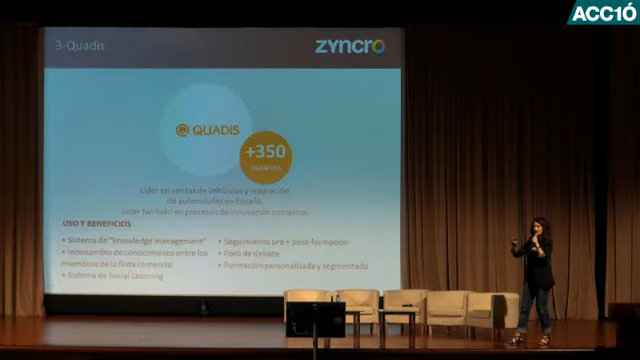 ACC1Ó
3-Quadis
zyncro
QUADIS
+350
usuarios
Líder en ventas de vehículos y reparación
de automóviles en España
Líder también en procesos de innovación comercial
USO Y BENEFICIOS
• Sistema de "knowledge management"
• Intercambio de conocimiento entre los
miembros de la flota comercial
• Sistema de Social Learning
• Seguimiento pre + post-formación
• Foro de debate
• Formación personalizada y segmentada